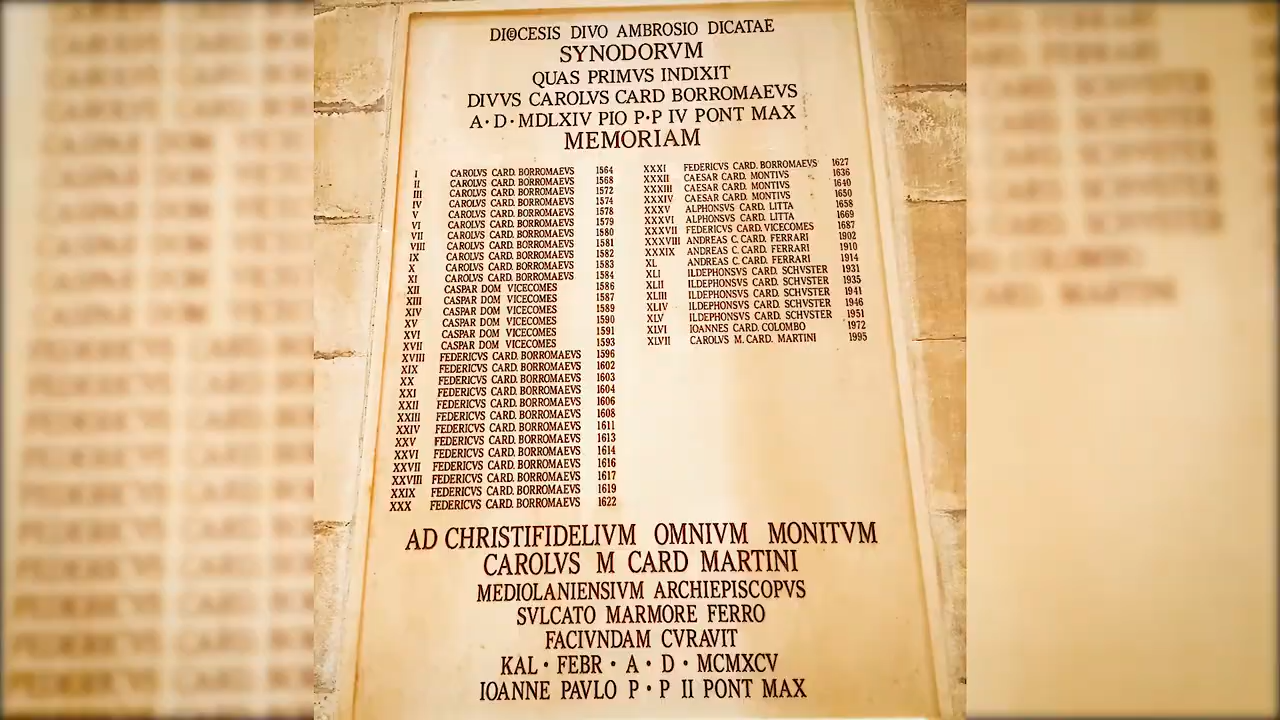 DIOCESIS DIVO AMBROSIO DICATAE
SYNODORVM
QUAS PRIMVS INDIXIT
DIVVS CAROLVS CARD BORROMAEVS
A·D·MDLXIV PIO P·P IV PONT MAX
MEMORIAM
I CAROLVS CARD. BORROMAEVS 1564
II CAROLVS CARD. BORROMAEVS 1568
III CAROLVS CARD. BORROMAEVS 1572
IV CAROLVS CARD. BORROMAEVS 1574
V CAROLVS CARD. BORROMAEVS 1578
VI CAROLVS CARD. BORROMAEVS 1579
VII CAROLVS CARD. BORROMAEVS 1580
VIII CAROLVS CARD. BORROMAEVS 1581
IX CAROLVS CARD. BORROMAEVS 1582
X CAROLVS CARD. BORROMAEVS 1583
XI CAROLVS CARD. BORROMAEVS 1584
XII CASPAR DOM VICECOMES 1586
XIII CASPAR DOM VICECOMES 1587
XIV CASPAR DOM VICECOMES 1589
XV CASPAR DOM VICECOMES 1590
XVI CASPAR DOM VICECOMES 1591
XVII CASPAR DOM VICECOMES 1593
XVIII FEDERICVS CARD. BORROMAEVS 1596
XIX FEDERICVS CARD. BORROMAEVS 1602
XX FEDERICVS CARD. BORROMAEVS 1603
XXI FEDERICVS CARD. BORROMAEVS 1604
XXII FEDERICVS CARD. BORROMAEVS 1606
XXIII FEDERICVS CARD. BORROMAEVS 1608
XXIV FEDERICVS CARD. BORROMAEVS 1611
XXV FEDERICVS CARD. BORROMAEVS 1613
XXVI FEDERICVS CARD. BORROMAEVS 1614
XXVII FEDERICVS CARD. BORROMAEVS 1616
XXVIII FEDERICVS CARD. BORROMAEVS 1617
XXIX FEDERICVS CARD. BORROMAEVS 1619
XXX FEDERICVS CARD. BORROMAEVS 1622
XXXI FEDERICVS CARD. BORROMAEVS 1627
XXXII CAESAR CARD. MONTIVS 1636
XXXIII CAESAR CARD. MONTIVS 1640
XXXIV CAESAR CARD. MONTIVS 1650
XXXV ALPHONSVS CARD. LITTA 1658
XXXVI ALPHONSVS CARD. LITTA 1669
XXXVII FEDERICVS CARD. VICECOMES 1687
XXXVIII ANDREAS C. CARD. FERRARI 1902
XXXIX ANDREAS C. CARD. FERRARI 1910
XL ANDREAS C. CARD. FERRARI 1914
XLI ILDEPHONSVS CARD. SCHVSTER 1931
XLII ILDEPHONSVS CARD. SCHVSTER 1935
XLIII ILDEPHONSVS CARD. SCHVSTER 1941
XLIV ILDEPHONSVS CARD. SCHVSTER 1946
XLV ILDEPHONSVS CARD. SCHVSTER 1951
XLVI IOANNES CARD. COLOMBO 1972
XLVII CAROLVS M. CARD. MARTINI 1995
AD CHRISTIFIDELIVM OMNIVM MONITVM
CAROLVS M CARD MARTINI
MEDIOLANIENSIVM ARCHIEPISCOPVS
SVLCATO MARMORE FERRO
FACIVNDAM CVRAVIT
KAL · FEBR · A · D · MCMXCV
IOANNE PAVLO P · P II PONT MAX